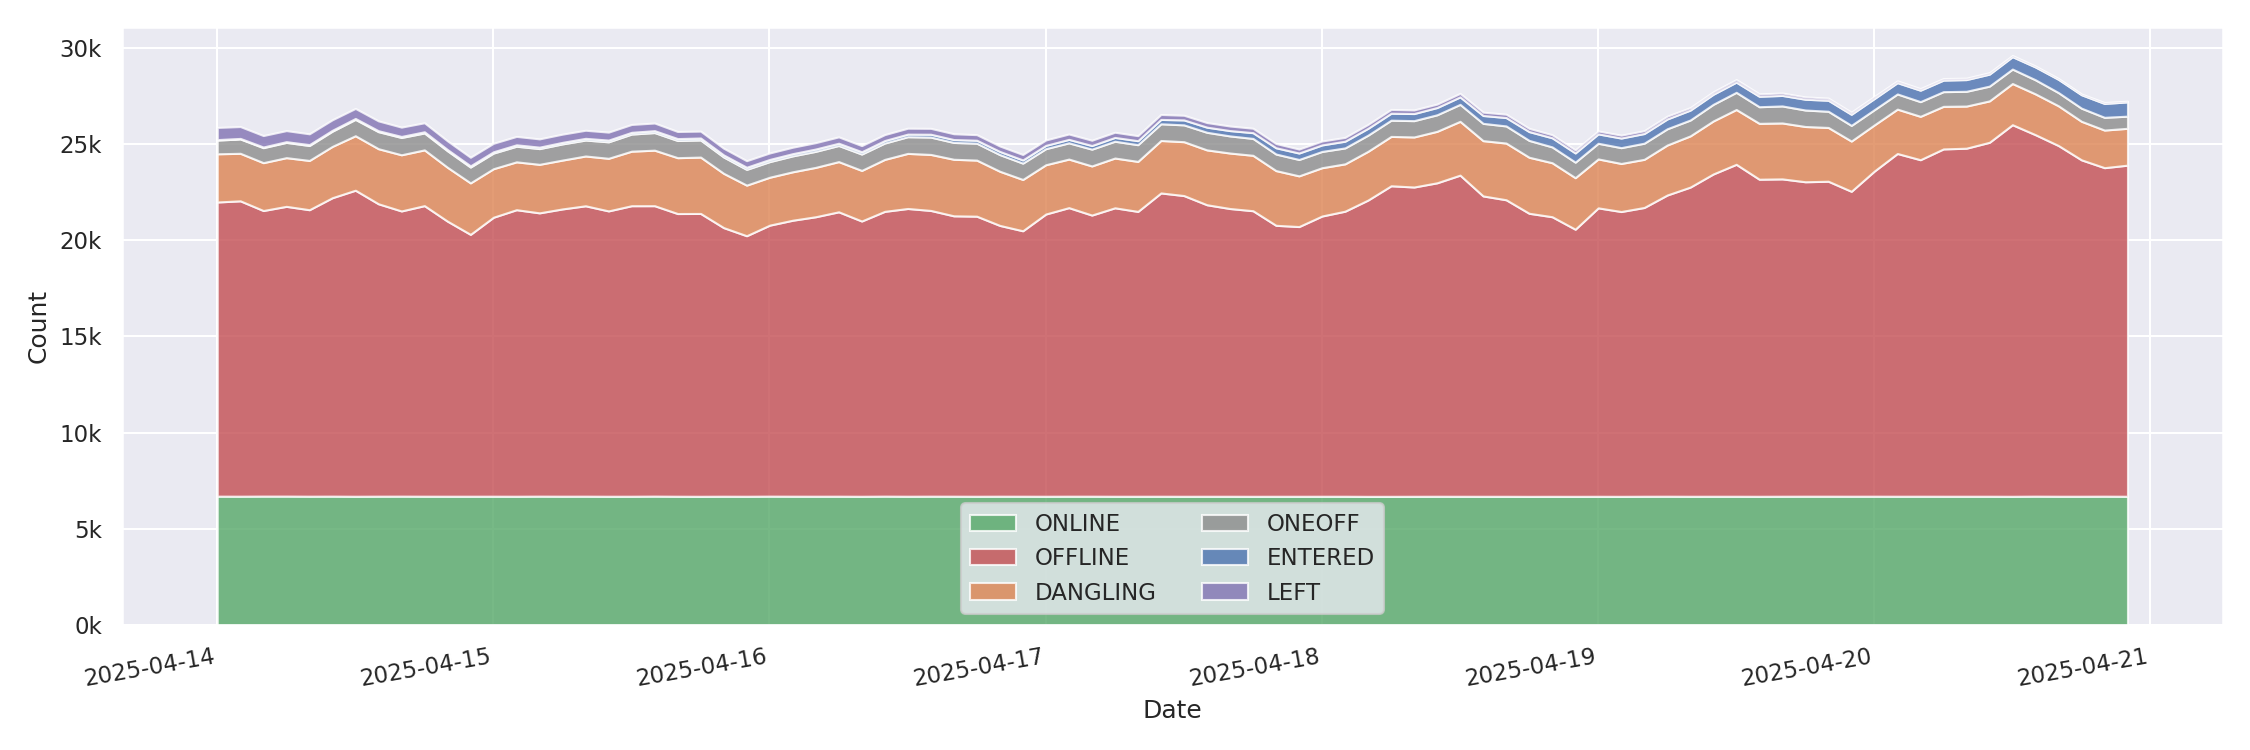 30k
25k
20k
15k
10k
5k
0k
Count
ONLINE
OFFLINE
DANGLING
ONEOFF
ENTERED
LEFT
2025-04-14
2025-04-15
2025-04-16
2025-04-17
2025-04-18
2025-04-19
2025-04-20
2025-04-21
Date